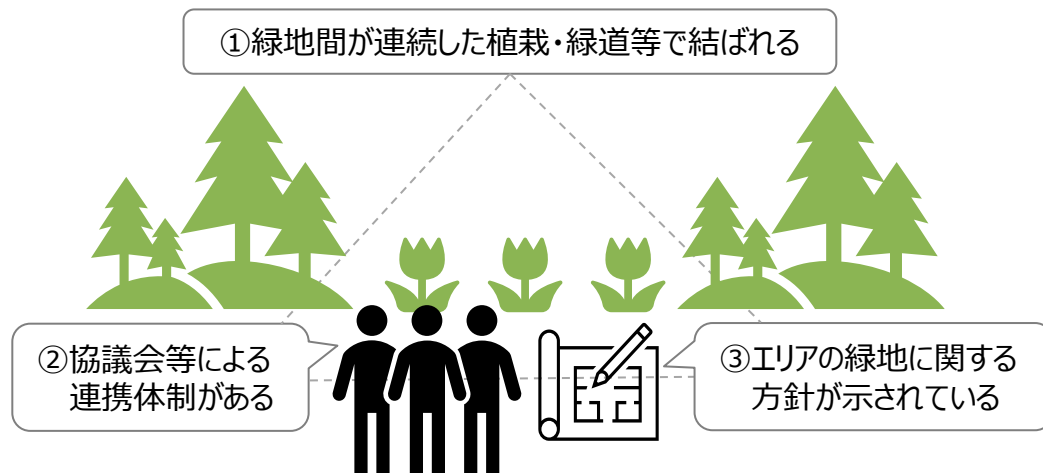 ①緑地間が連続した植栽・緑道等で結ばれる
②協議会等による
連携体制がある
③エリアの緑地に関する
方針が示されている